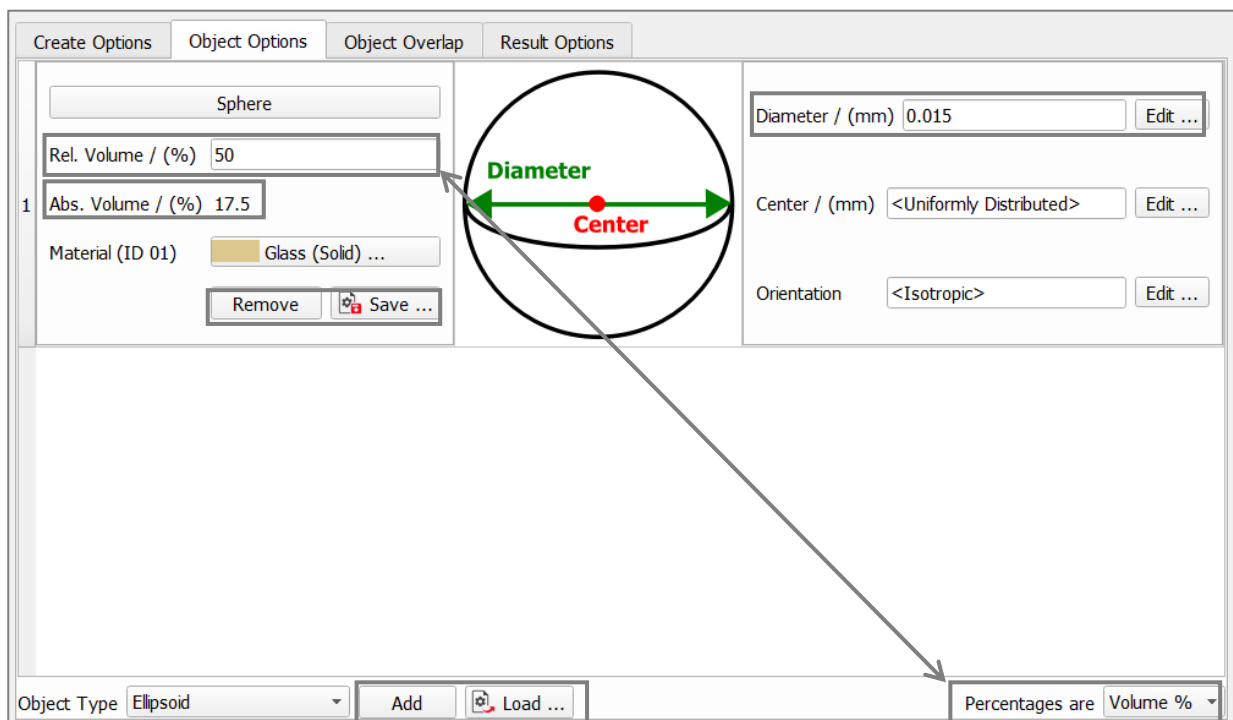 Create Options Object Options Object Overlap Result Options
1
Sphere
Rel. Volume / (%) 50
Abs. Volume / (%) 17.5
Material (ID 01) Glass (Solid) ...
Remove Save ...
Diameter
Center
Diameter / (mm) 0.015 Edit ...
Center / (mm) <Uniformly Distributed> Edit ...
Orientation <Isotropic> Edit ...
Object Type Ellipsoid Add Load ... Percentages are Volume %